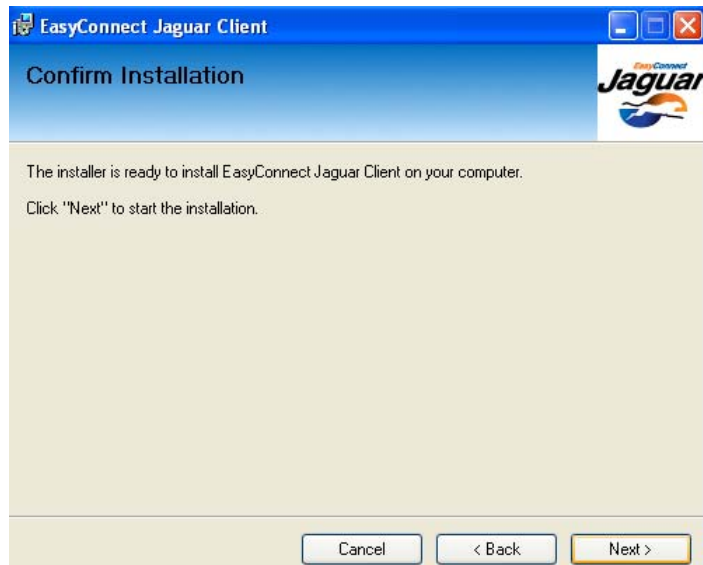 EasyConnect Jaguar Client
Confirm Installation
EasyConnect
Jaguar
The installer is ready to install EasyConnect Jaguar Client on your computer.
Click "Next" to start the installation.
Cancel
< Back
Next >